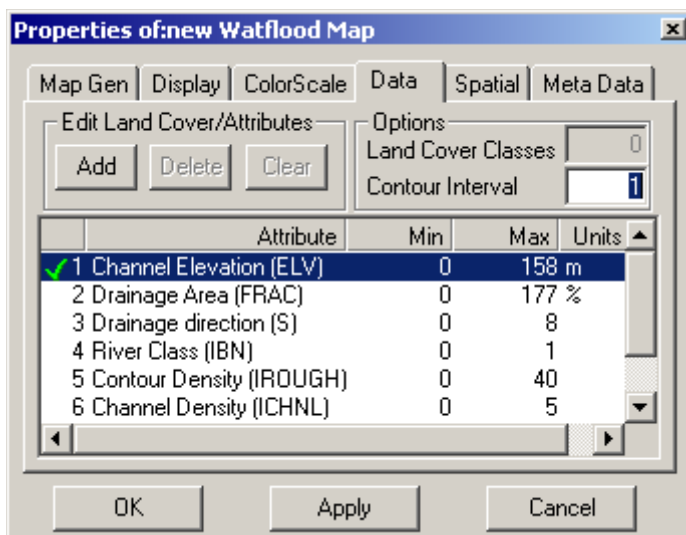 Properties of:new Watflood Map
Map Gen Display ColorScale Data Spatial Meta Data
Edit Land Cover/Attributes
Add Delete Clear
Options
Land Cover Classes 0
Contour Interval 1
Attribute Min Max Units
1 Channel Elevation (ELV) 0 158 m
2 Drainage Area (FRAC) 0 177 %
3 Drainage direction (S) 0 8
4 River Class (IBN) 0 1
5 Contour Density (IROUGH) 0 40
6 Channel Density (ICHNL) 0 5
OK Apply Cancel